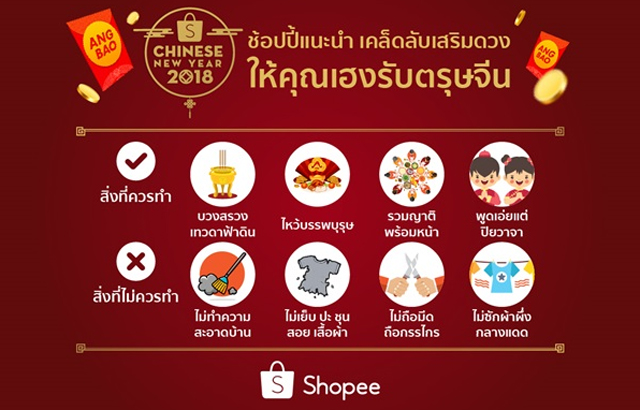 ANG
BAO
S
CHINESE
NEW YEAR
2018
ช้อปปี้แนะนำ เคล็ดลับเสริมดวง
ให้คุณเฮงรับตรุษจีน
ANG
BAO
สิ่งที่ควรทำ
บวงสรวง
เทวดาฟ้าดิน
ไหว้บรรพบุรุษ
รวมญาติ
พร้อมหน้า
พูดเอ่ยแต่
ปิยวาจา
สิ่งที่ไม่ควรทำ
ไม่ทำความ
สะอาดบ้าน
ไม่เย็บ ปะ ชุน
สอย เสื้อผ้า
ไม่ถือมีด
ถือกรรไกร
ไม่ซักผ้าผึ่ง
กลางแดด
S Shopee